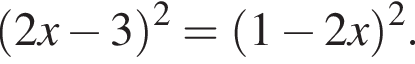 (2x − 3)² = (1 − 2x)².